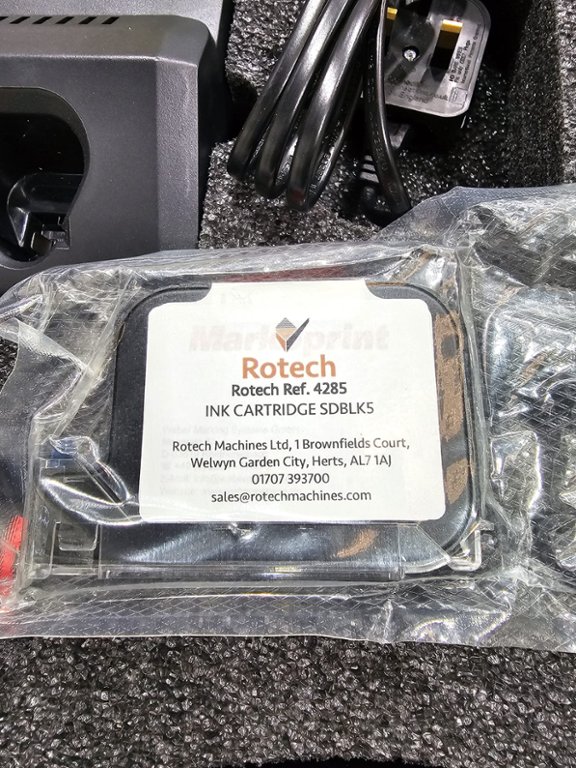 Markoprint
Rotech
Rotech Ref. 4285
INK CARTRIDGE SDBLK5
Rotech Machines Ltd, 1 Brownfields Court,
Welwyn Garden City, Herts, AL7 1AJ
01707 393700
sales@rotechmachines.com